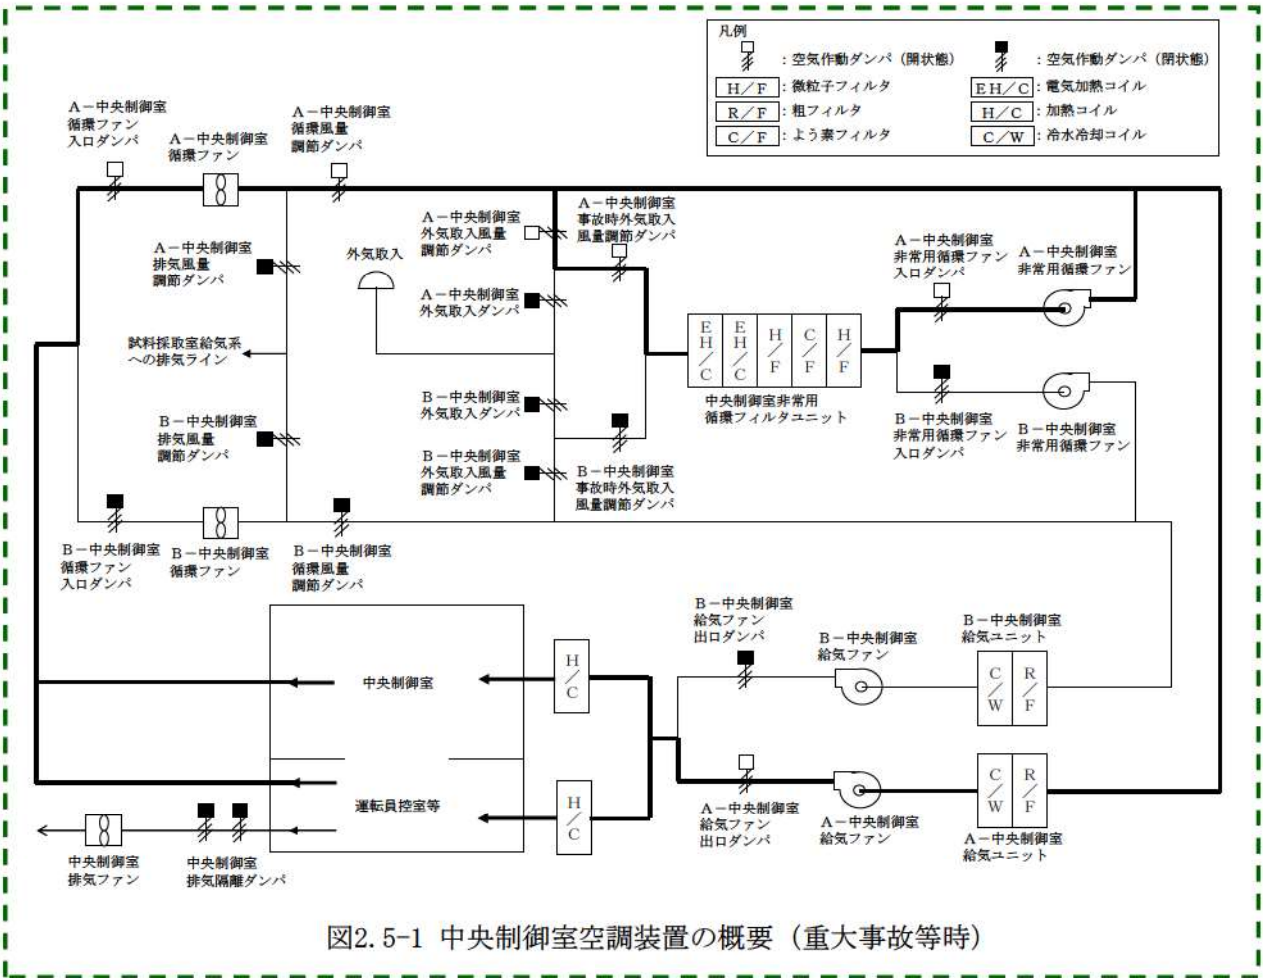 凡例
：空気作動ダンパ（開状態）
：空気作動ダンパ（閉状態）
H／F：微粒子フィルタ
EH／C：電気加熱コイル
R／F：粗フィルタ
H／C：加熱コイル
C／F：よう素フィルタ
C／W：冷水冷却コイル
A－中央制御室
循環ファン
入口ダンパ
A－中央制御室
循環ファン
A－中央制御室
循環風量
調節ダンパ
A－中央制御室
排気風量
調節ダンパ
外気取入
A－中央制御室
外気取入風量
調節ダンパ
A－中央制御室
事故時外気取入
風量調節ダンパ
A－中央制御室
外気取入ダンパ
A－中央制御室
非常用循環ファン
入口ダンパ
A－中央制御室
非常用循環ファン
試料採取室給気系
への排気ライン
EH／C
EH／C
H／F
C／F
H／F
中央制御室非常用
循環フィルタユニット
B－中央制御室
外気取入ダンパ
B－中央制御室
排気風量
調節ダンパ
B－中央制御室
外気取入風量
調節ダンパ
B－中央制御室
事故時外気取入
風量調節ダンパ
B－中央制御室
非常用循環ファン
入口ダンパ
B－中央制御室
非常用循環ファン
B－中央制御室
循環ファン
入口ダンパ
B－中央制御室
循環ファン
B－中央制御室
循環風量
調節ダンパ
B－中央制御室
給気ファン
出口ダンパ
B－中央制御室
給気ファン
B－中央制御室
給気ユニット
C／W
R／F
H／C
中央制御室
運転員控室等
H／C
A－中央制御室
給気ファン
出口ダンパ
A－中央制御室
給気ファン
C／W
R／F
A－中央制御室
給気ユニット
中央制御室
排気ファン
中央制御室
排気隔離ダンパ
図2.5-1 中央制御室空調装置の概要（重大事故等時）